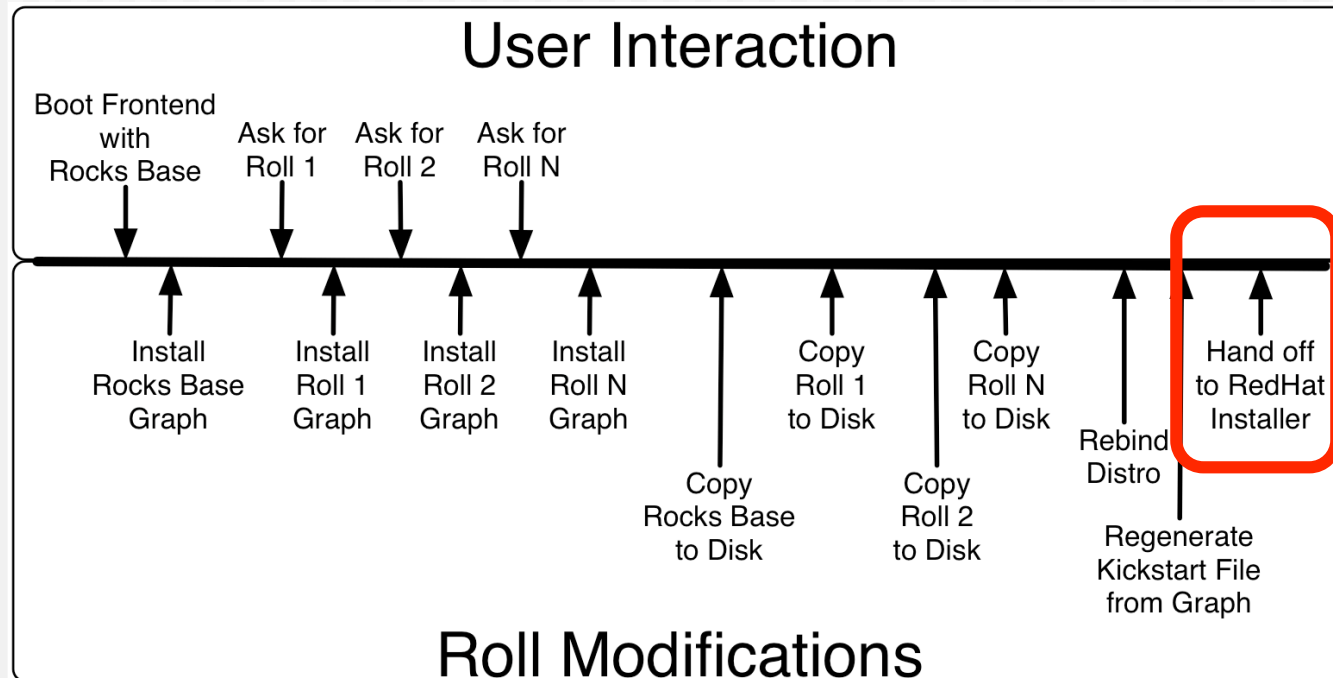 User Interaction
Boot Frontend
with
Rocks Base
Ask for
Roll 1
Ask for
Roll 2
Ask for
Roll N
Install
Rocks Base
Graph
Install
Roll 1
Graph
Install
Roll 2
Graph
Install
Roll N
Graph
Copy
Rocks Base
to Disk
Copy
Roll 1
to Disk
Copy
Roll 2
to Disk
Copy
Roll N
to Disk
Rebind
Distro
Regenerate
Kickstart File
from Graph
Hand off
to RedHat
Installer
Roll Modifications